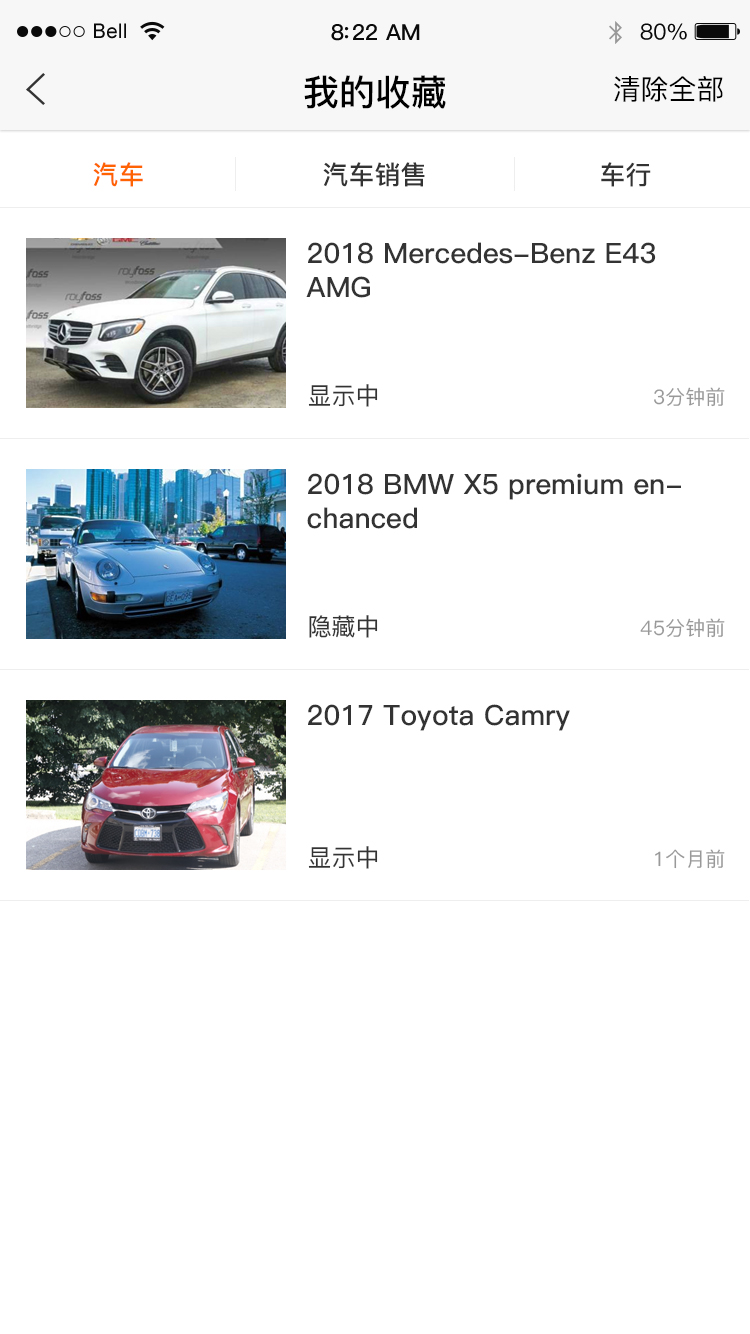 Bell 8:22 AM 80%
我的收藏 清除全部
汽车 汽车销售 车行
2018 Mercedes-Benz E43
AMG
显示中 3分钟前
2018 BMW X5 premium en-
chanced
隐藏中 45分钟前
2017 Toyota Camry
显示中 1个月前